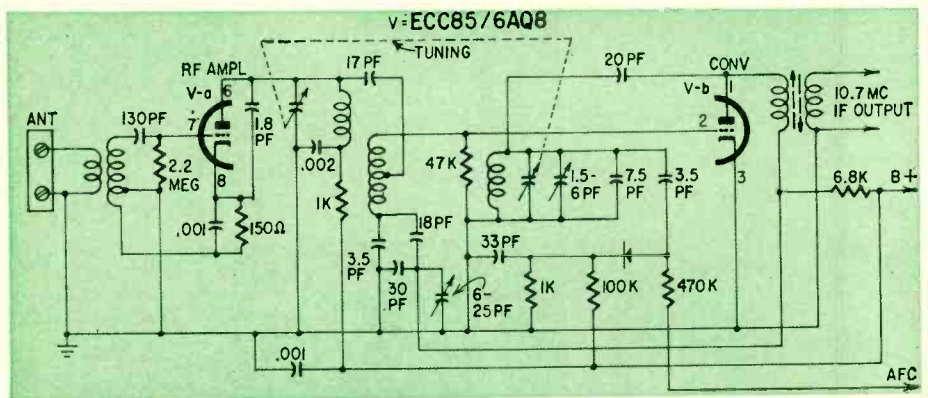 V=ECC85/6AQ8
TUNING
ANT
130PF
2.2
MEG
RF AMPL
V-a
6
7
8
1.8
PF
.001
150Ω
.002
1K
17PF
3.5
PF
30
PF
18PF
6-
25PF
47K
33PF
1K
1.5-
6PF
7.5
PF
3.5
PF
100K
470K
20PF
CONV
V-b
1
2
3
10.7MC
IF OUTPUT
B+
6.8K
.001
AFC